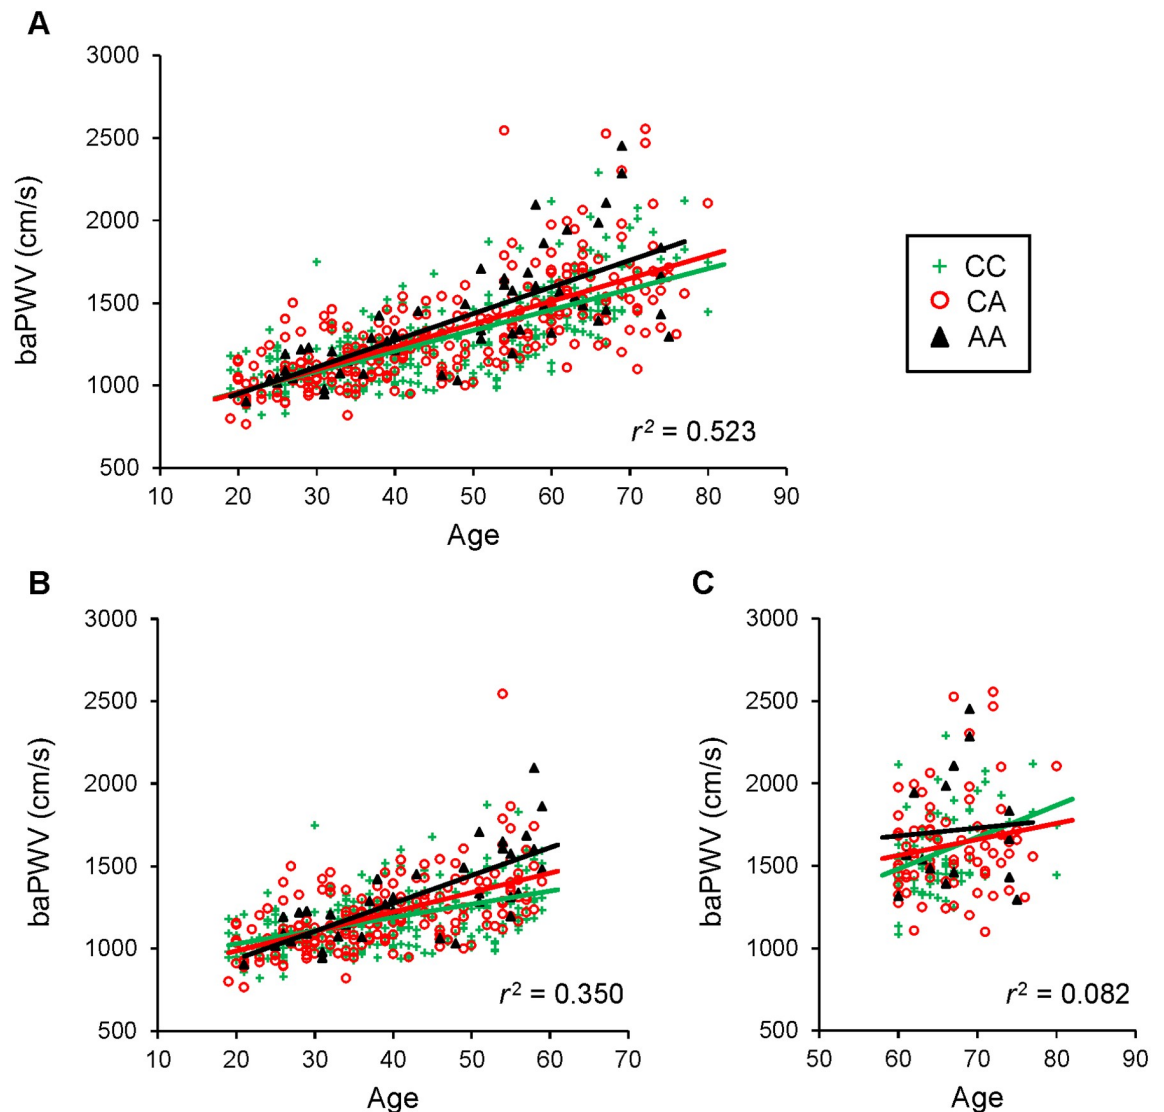 A
3000
2500
2000
1500
1000
500
baPWV (cm/s)
10 20 30 40 50 60 70 80 90
Age
r² = 0.523
CC
CA
AA
B
3000
2500
2000
1500
1000
500
baPWV (cm/s)
10 20 30 40 50 60 70
Age
r² = 0.350
C
3000
2500
2000
1500
1000
500
baPWV (cm/s)
50 60 70 80 90
Age
r² = 0.082